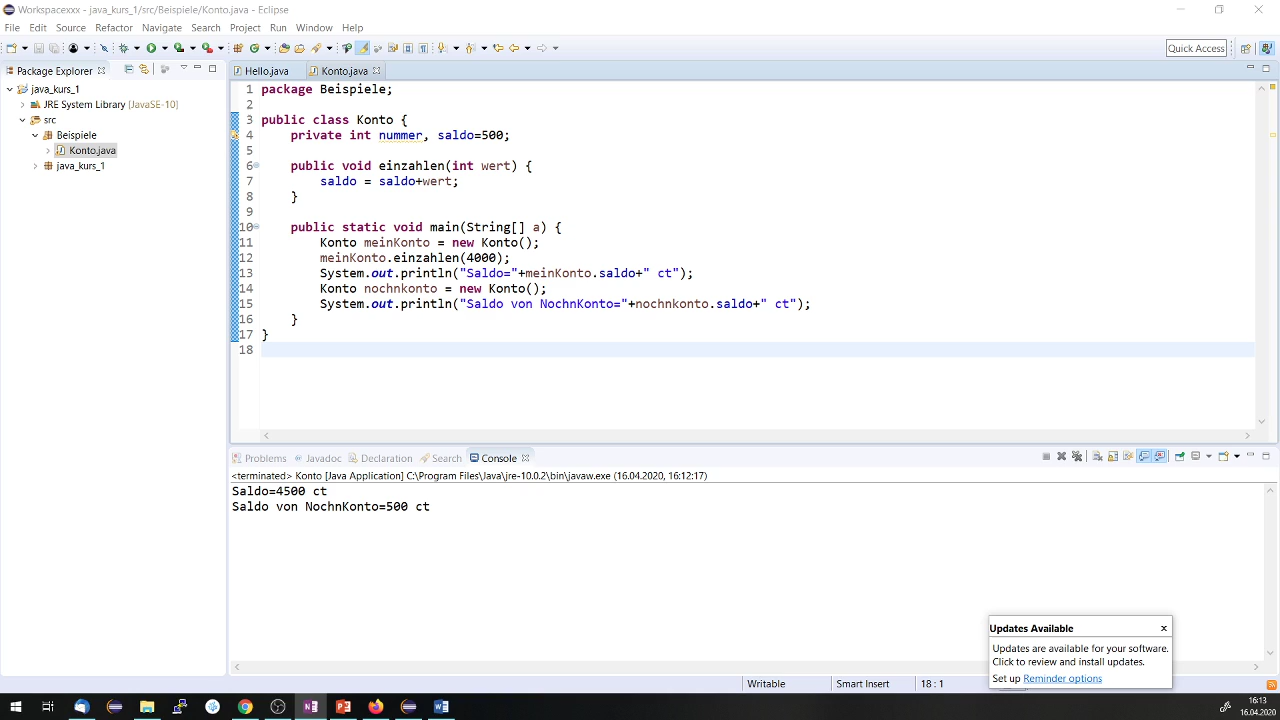 Workspacexxx - java_kurs_1/src/Beispiele/Konto.java - Eclipse
File Edit Source Refactor Navigate Search Project Run Window Help
Quick Access
Package Explorer
java_kurs_1
JRE System Library [JavaSE-10]
src
Beispiele
Konto.java
java_kurs_1
Hello.java Konto.java
1 package Beispiele;
2
3 public class Konto {
4 private int nummer, saldo=500;
5
6 public void einzahlen(int wert) {
7 saldo = saldo+wert;
8 }
9
10 public static void main(String[] a) {
11 Konto meinKonto = new Konto();
12 meinKonto.einzahlen(4000);
13 System.out.println("Saldo="+meinKonto.saldo+" ct");
14 Konto nochnkonto = new Konto();
15 System.out.println("Saldo von NochnKonto="+nochnkonto.saldo+" ct");
16 }
17 }
18
Problems Javadoc Declaration Search Console
<terminated> Konto [Java Application] C:\Program Files\Java\jre-10.0.2\bin\javaw.exe (16.04.2020, 16:12:17)
Saldo=4500 ct
Saldo von NochnKonto=500 ct
Updates Available
Updates are available for your software.
Click to review and install updates.
Set up Reminder options
Writable Smart Insert 18 : 1
16:13
16.04.2020